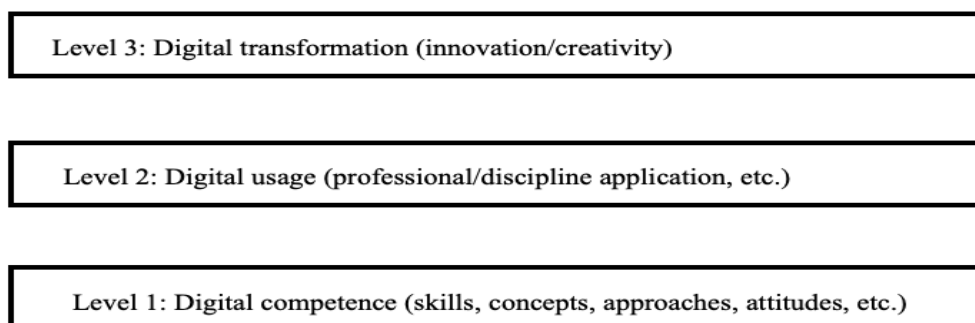 Level 3: Digital transformation (innovation/creativity)
Level 2: Digital usage (professional/discipline application, etc.)
Level 1: Digital competence (skills, concepts, approaches, attitudes, etc.)